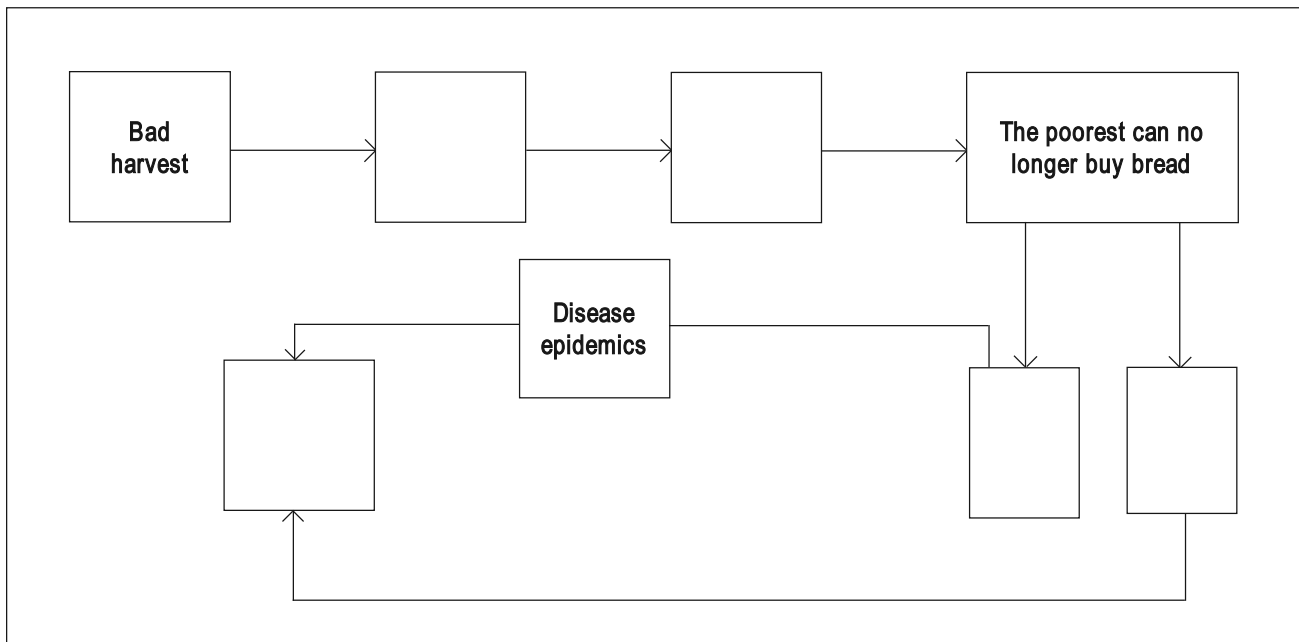 Bad
harvest
The poorest can no
longer buy bread
Disease
epidemics